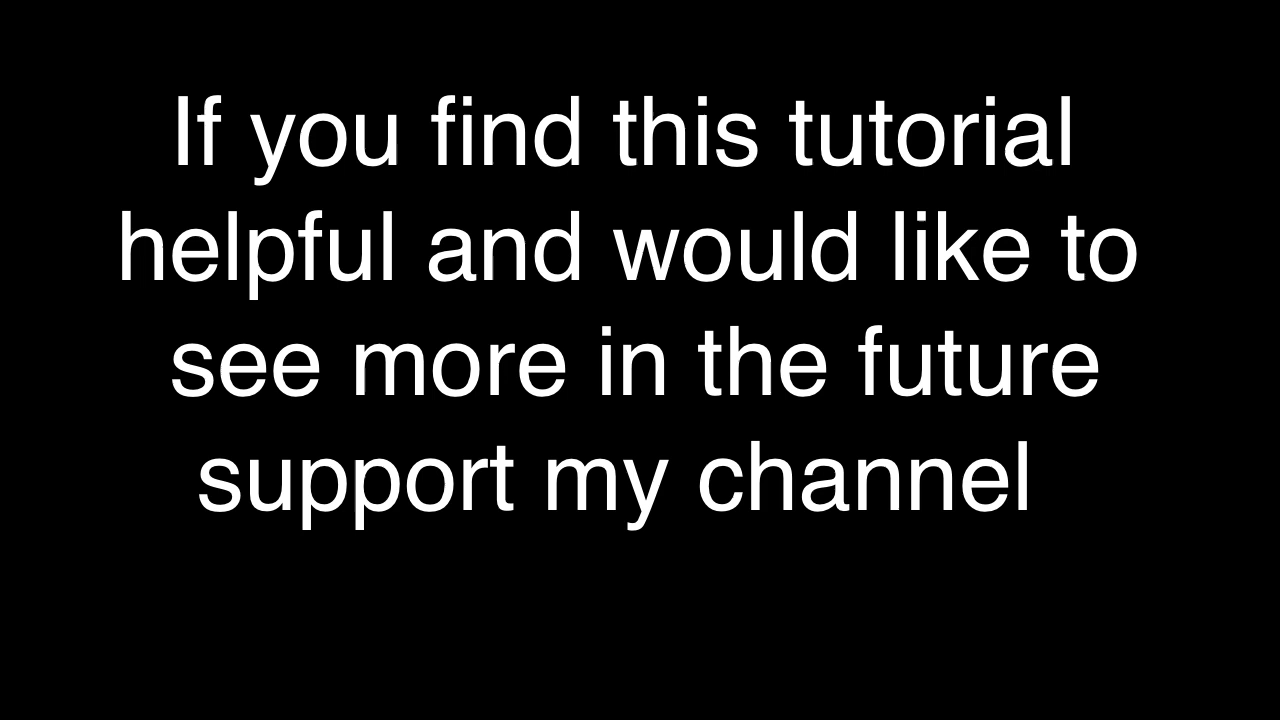 If you find this tutorial
helpful and would like to
see more in the future
support my channel